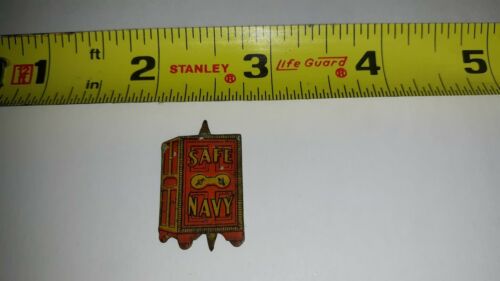 1 ft 2 STANLEY ® 3 Life Guard ® 4 5
in
SAFE
NAVY